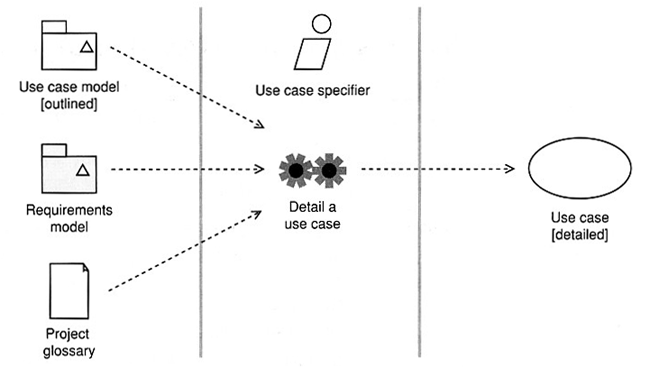 Use case model
[outlined]
Use case specifier
Requirements
model
Detail a
use case
Use case
[detailed]
Project
glossary